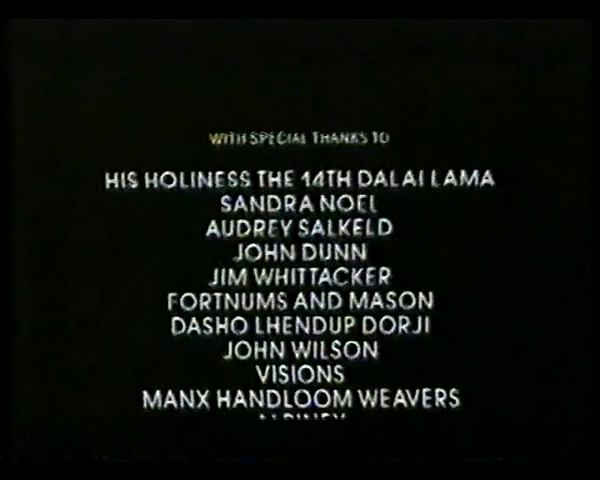 WITH SPECIAL THANKS TO
HIS HOLINESS THE 14TH DALAI LAMA
SANDRA NOEL
AUDREY SALKELD
JOHN DUNN
JIM WHITTACKER
FORTNUMS AND MASON
DASHO LHENDUP DORJI
JOHN WILSON
VISIONS
MANX HANDLOOM WEAVERS